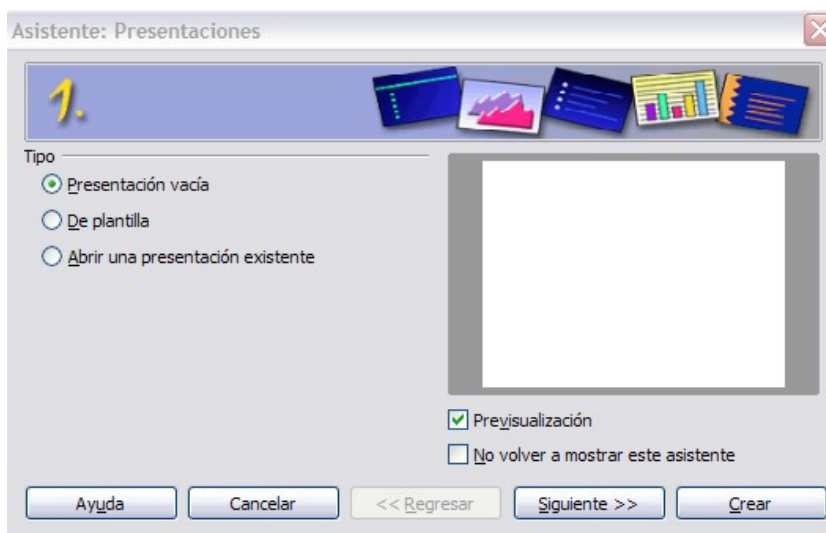 Asistente: Presentaciones
1.
Tipo
Presentación vacía
De plantilla
Abrir una presentación existente
Previsualización
No volver a mostrar este asistente
Ayuda
Cancelar
<< Regresar
Siguiente >>
Crear